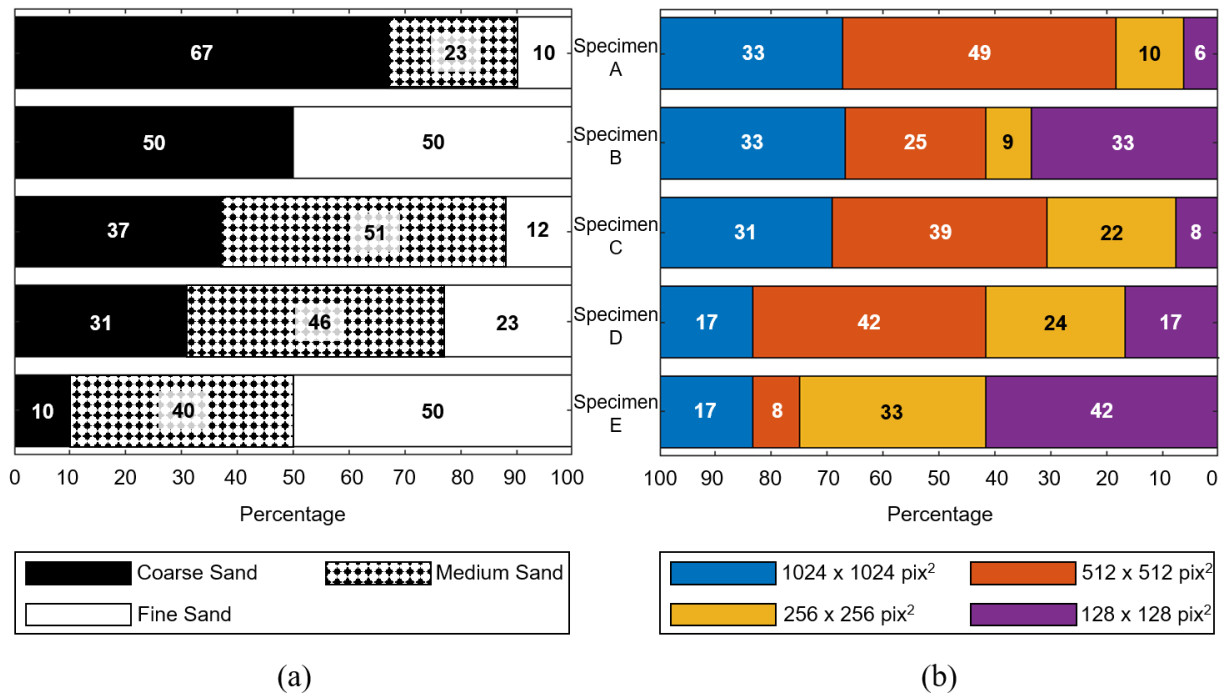 67 23 10 Specimen A 33 49 10 6
50 50 Specimen B 33 25 9 33
37 51 12 Specimen C 31 39 22 8
31 46 23 Specimen D 17 42 24 17
10 40 50 Specimen E 17 8 33 42
0 10 20 30 40 50 60 70 80 90 100 100 90 80 70 60 50 40 30 20 10 0
Percentage Percentage
Coarse Sand Medium Sand 1024 x 1024 pix² 512 x 512 pix²
Fine Sand 256 x 256 pix² 128 x 128 pix²
(a) (b)